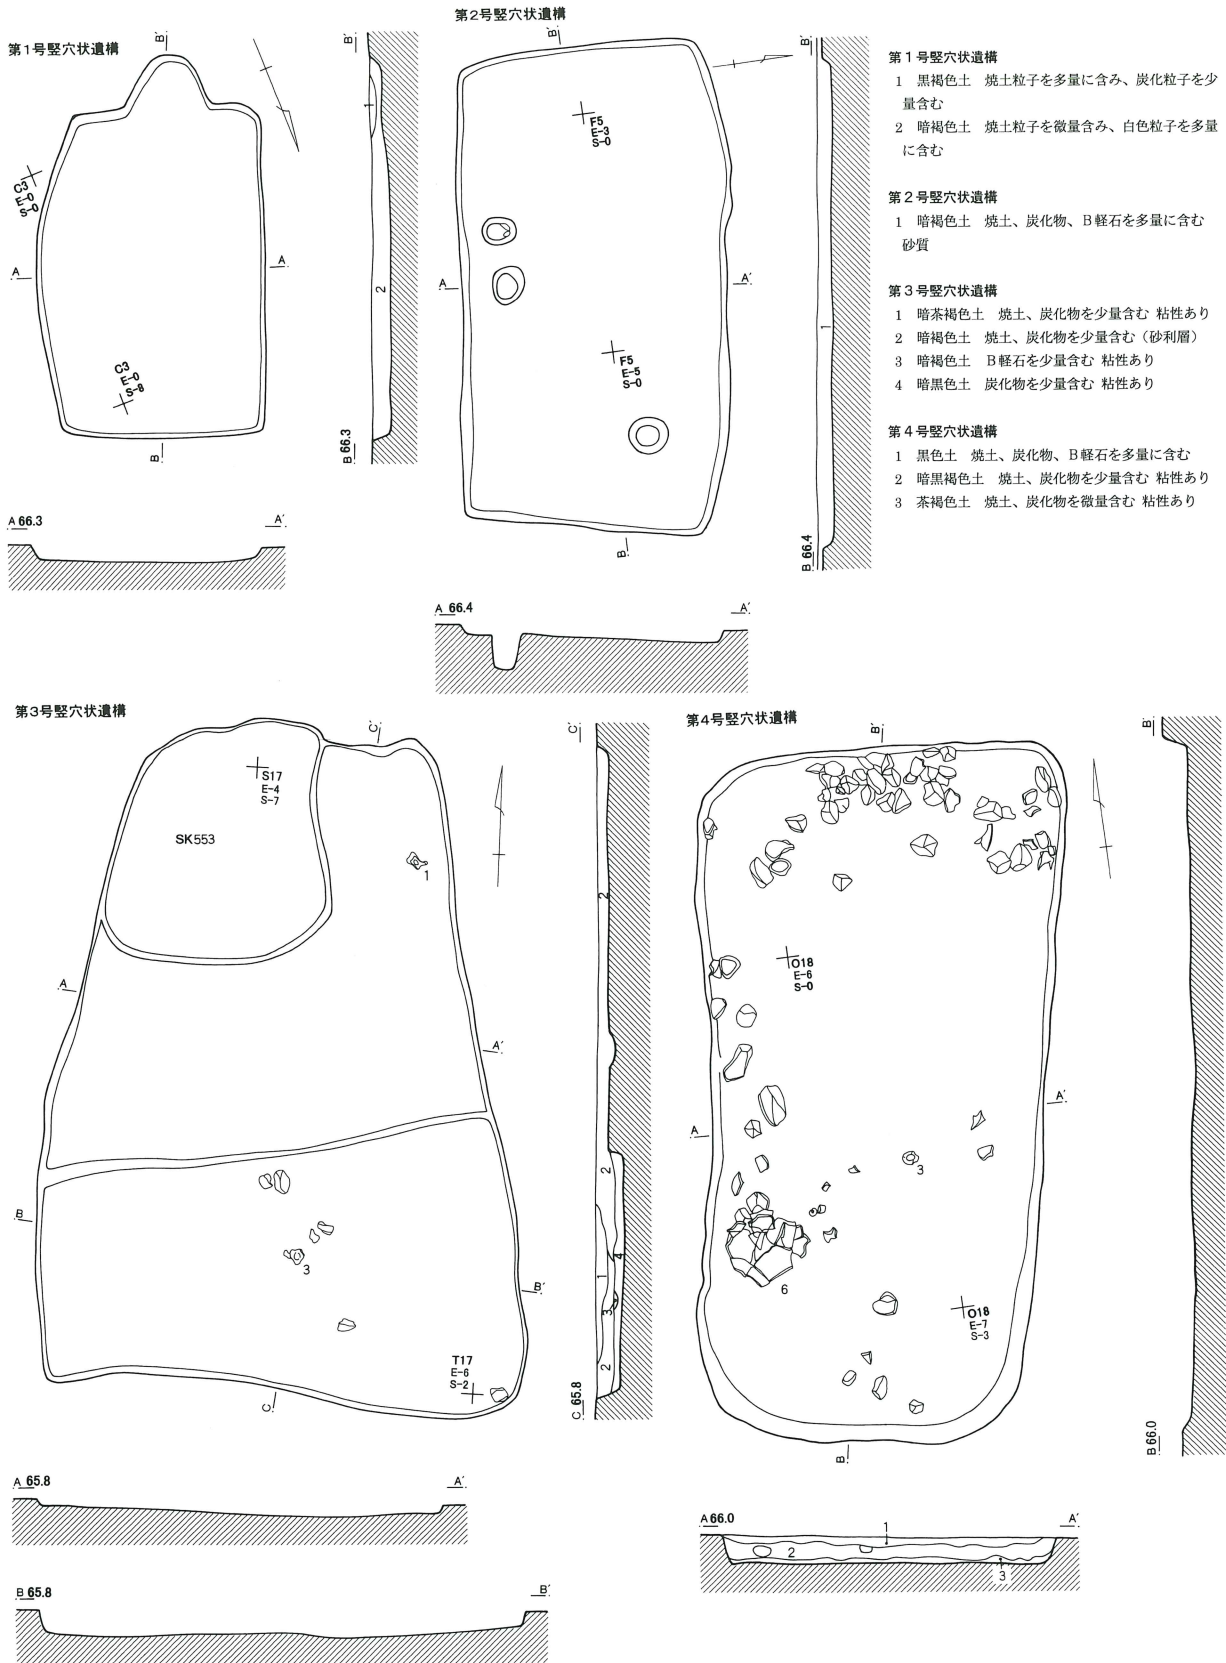 第1号竪穴状遺構
B′
C3
E-0
S-0
A
A
C3
E-0
S-8
B
B′
1
2
B 66.3
A 66.3
A′
第2号竪穴状遺構
B′
F5
E-3
S-0
A
A′
F5
E-5
S-0
B
B′
1
B 66.4
A 66.4
A′
第1号竪穴状遺構
1 黒褐色土 焼土粒子を多量に含み、炭化粒子を少
量含む
2 暗褐色土 焼土粒子を微量含み、白色粒子を多量
に含む
第2号竪穴状遺構
1 暗褐色土 焼土、炭化物、B軽石を多量に含む
砂質
第3号竪穴状遺構
1 暗茶褐色土 焼土、炭化物を少量含む 粘性あり
2 暗褐色土 焼土、炭化物を少量含む(砂利層)
3 暗褐色土 B軽石を少量含む 粘性あり
4 暗黒色土 炭化物を少量含む 粘性あり
第4号竪穴状遺構
1 黒色土 焼土、炭化物、B軽石を多量に含む
2 暗黒褐色土 焼土、炭化物を少量含む 粘性あり
3 茶褐色土 焼土、炭化物を微量含む 粘性あり
第3号竪穴状遺構
C′
S17
E-4
S-7
SK553
1
A
A′
B
3
B′
T17
E-6
S-2
C
C′
2
2
4
1
3
2
C 65.8
A 65.8
A′
B 65.8
B′
第4号竪穴状遺構
B′
O18
E-6
S-0
A
A′
3
6
O18
E-7
S-3
B
B′
B 66.0
A 66.0
A′
1
2
3